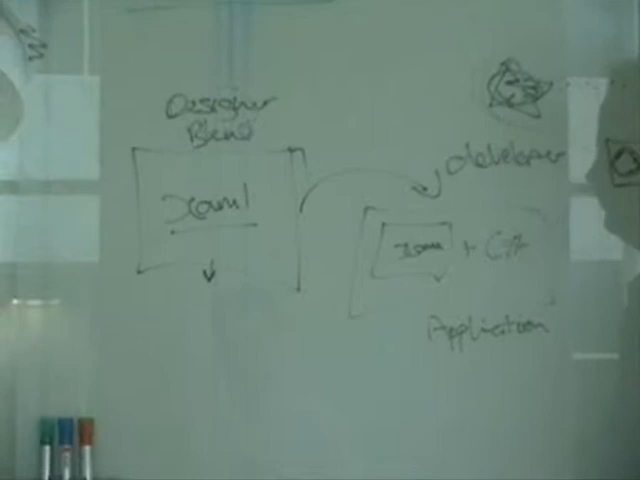 Designer
Blend
Xaml
developer
Xaml + C#
Application